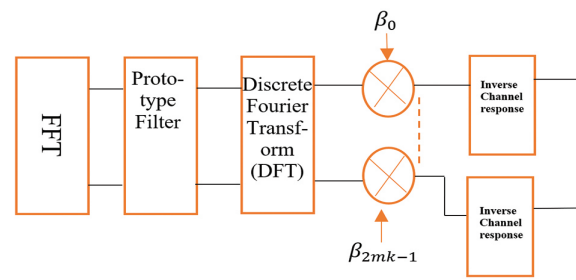 β₀
FFT
Proto-
type
Filter
Discrete
Fourier
Transf-
orm
(DFT)
Inverse
Channel
response
Inverse
Channel
response
β₂ₘₖ₋₁